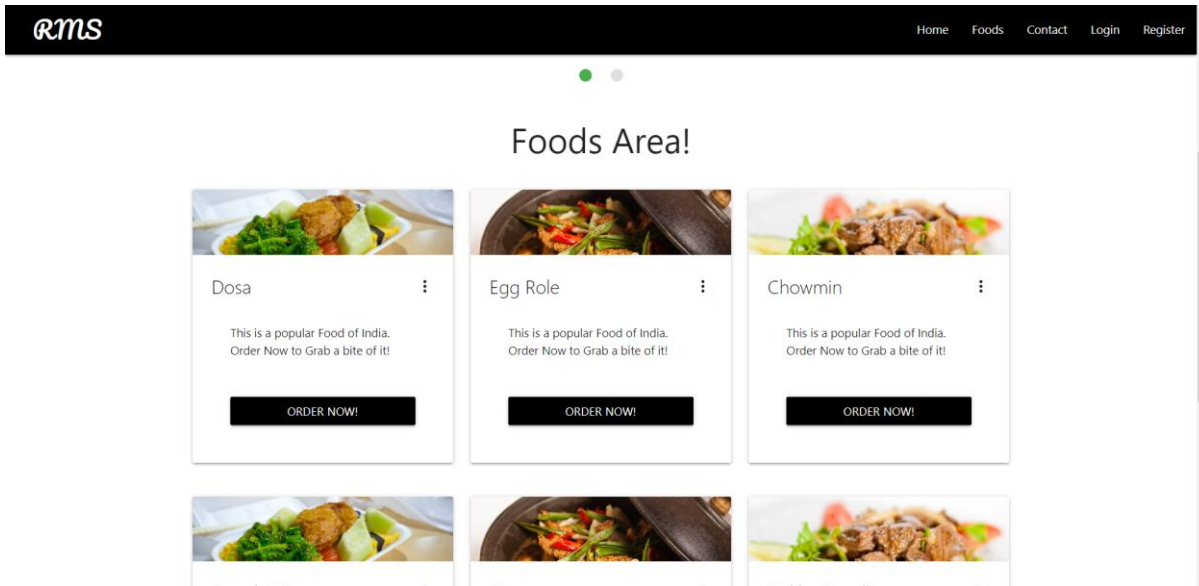 RMS
Home Foods Contact Login Register
Foods Area!
Dosa
Egg Role
Chowmin
This is a popular Food of India.
Order Now to Grab a bite of it!
This is a popular Food of India.
Order Now to Grab a bite of it!
This is a popular Food of India.
Order Now to Grab a bite of it!
ORDER NOW!
ORDER NOW!
ORDER NOW!